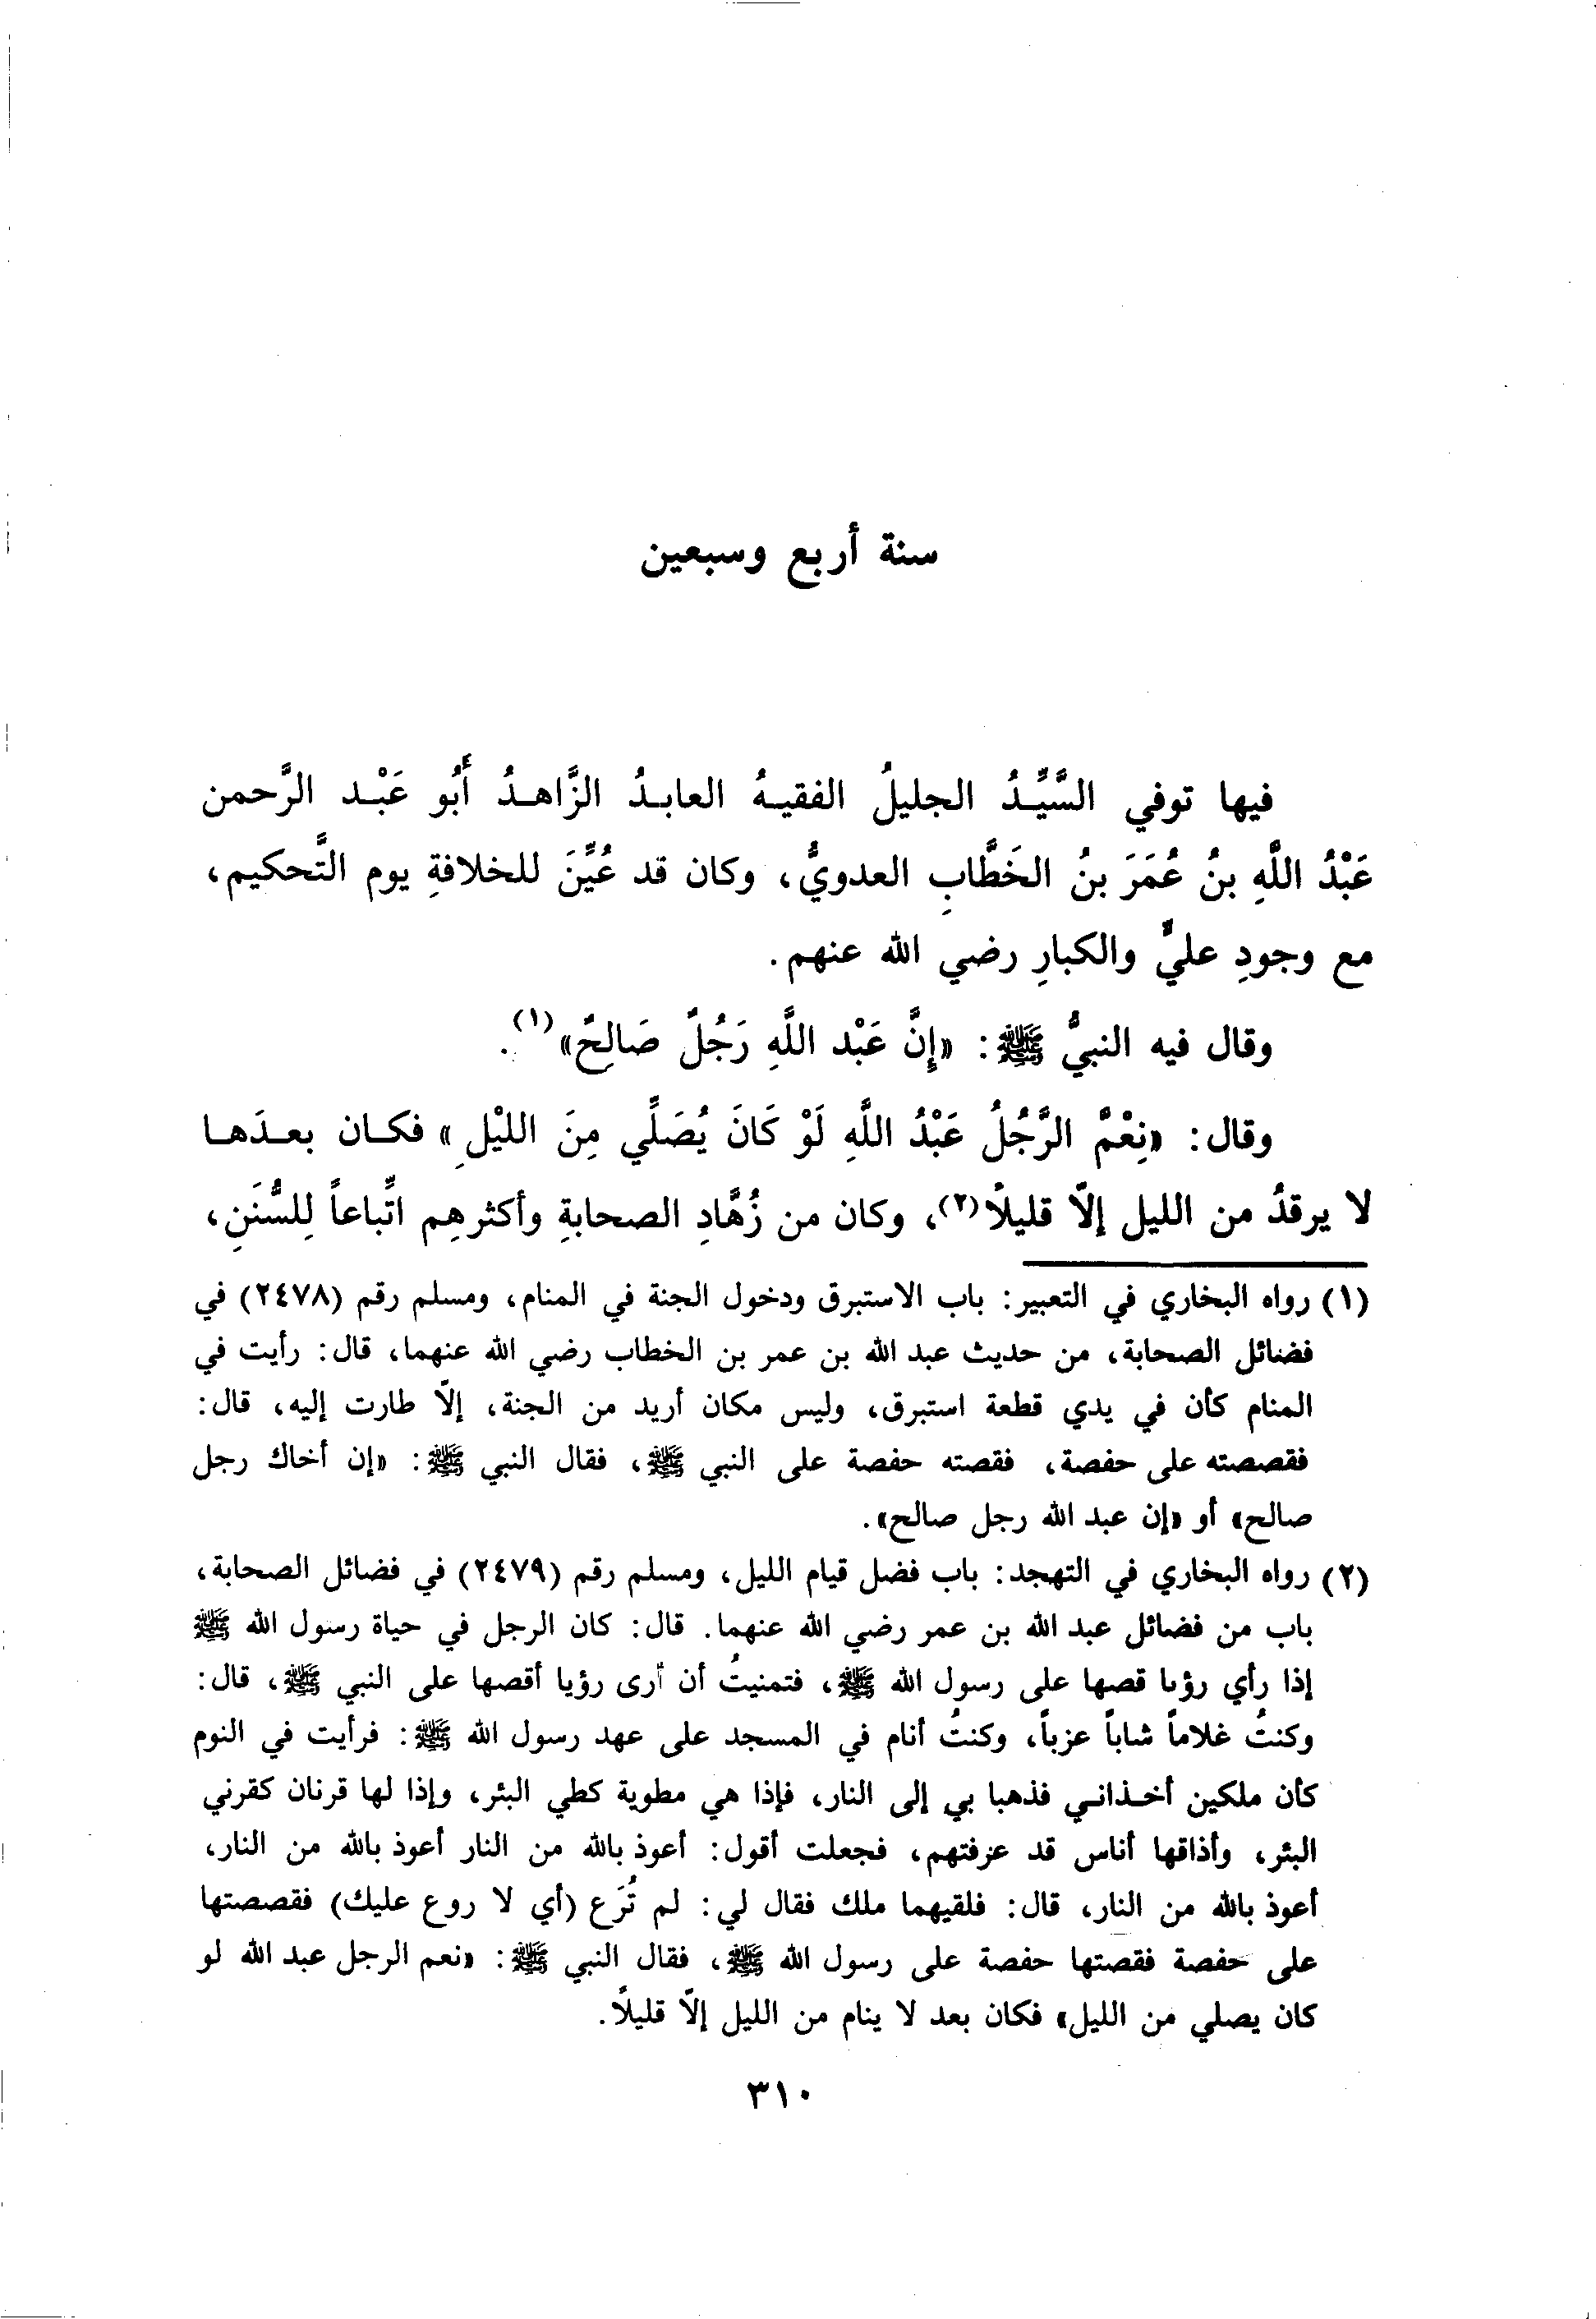 سنة أربع وسبعين
فيها توفي السَّيِّدُ الجليلُ الفقيهُ العابدُ الزَّاهدُ أَبُو عَبْد الرَّحمن
عَبْدُ اللَّهِ بنُ عُمَرَ بنُ الخَطَّابِ العدويُّ، وكان قد عُيِّنَ للخلافةِ يوم التَّحكيم،
مع وجودِ عليٍّ والكبارِ رضي الله عنهم.
وقال فيه النبيُّ ﷺ: «إِنَّ عَبْد اللَّهِ رَجُلٌ صَالِحٌ»(١).
وقال: «نِعْمَّ الرَّجُلُ عَبْدُ اللَّهِ لَوْ كَانَ يُصَلِّي مِنَ الليْلِ» فكان بعدَها
لا يرقدُ من الليل إلّا قليلاً(٢)، وكان من زُهَّادِ الصحابةِ وأكثرهِم اتِّباعاً لِلسُّنَنِ،
(١) رواه البخاري في التعبير: باب الاستبرق ودخول الجنة في المنام، ومسلم رقم (٢٤٧٨) في
فضائل الصحابة، من حديث عبد الله بن عمر بن الخطاب رضي الله عنهما، قال: رأيت في
المنام كأن في يدي قطعة استبرق، وليس مكان أريد من الجنة، إلّا طارت إليه، قال:
فقصصته على حفصة، فقصته حفصة على النبي ﷺ، فقال النبي ﷺ: «إن أخاك رجل
صالح» أو «إن عبد الله رجل صالح».
(٢) رواه البخاري في التهجد: باب فضل قيام الليل، ومسلم رقم (٢٤٧٩) في فضائل الصحابة،
باب من فضائل عبد الله بن عمر رضي الله عنهما. قال: كان الرجل في حياة رسول الله ﷺ
إذا رأي رؤيا قصها على رسول الله ﷺ، فتمنيتُ أن أرى رؤيا أقصها على النبي ﷺ، قال:
وكنتُ غلاماً شاباً عزباً، وكنتُ أنام في المسجد على عهد رسول الله ﷺ: فرأيت في النوم
كأن ملكين أخذاني فذهبا بي إلى النار، فإذا هي مطوية كطي البئر، وإذا لها قرنان كقرني
البئر، وأذاقها أناس قد عزفتهم، فجعلت أقول: أعوذ بالله من النار أعوذ بالله من النار،
أعوذ بالله من النار، قال: فلقيهما ملك فقال لي: لم تُرَع (أي لا روع عليك) فقصصتها
على حفصة فقصتها حفصة على رسول الله ﷺ، فقال النبي ﷺ: «نعم الرجل عبد الله لو
كان يصلي من الليل» فكان بعد لا ينام من الليل إلّا قليلاً.
٣١٠